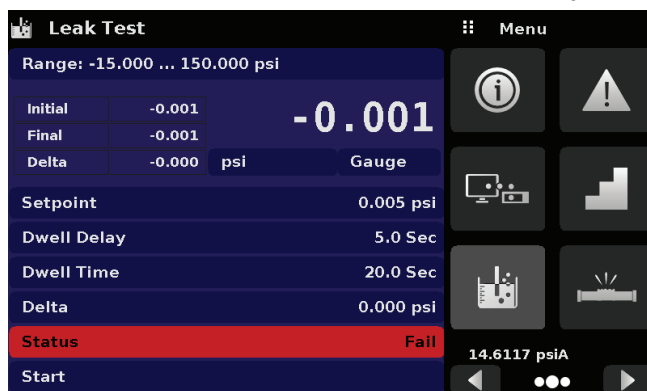 Leak Test
Menu
Range: -15.000 ... 150.000 psi
Initial -0.001
-0.001
Final -0.001
Delta -0.000 psi Gauge
Setpoint 0.005 psi
Dwell Delay 5.0 Sec
Dwell Time 20.0 Sec
Delta 0.000 psi
Status Fail
Start
14.6117 psiA